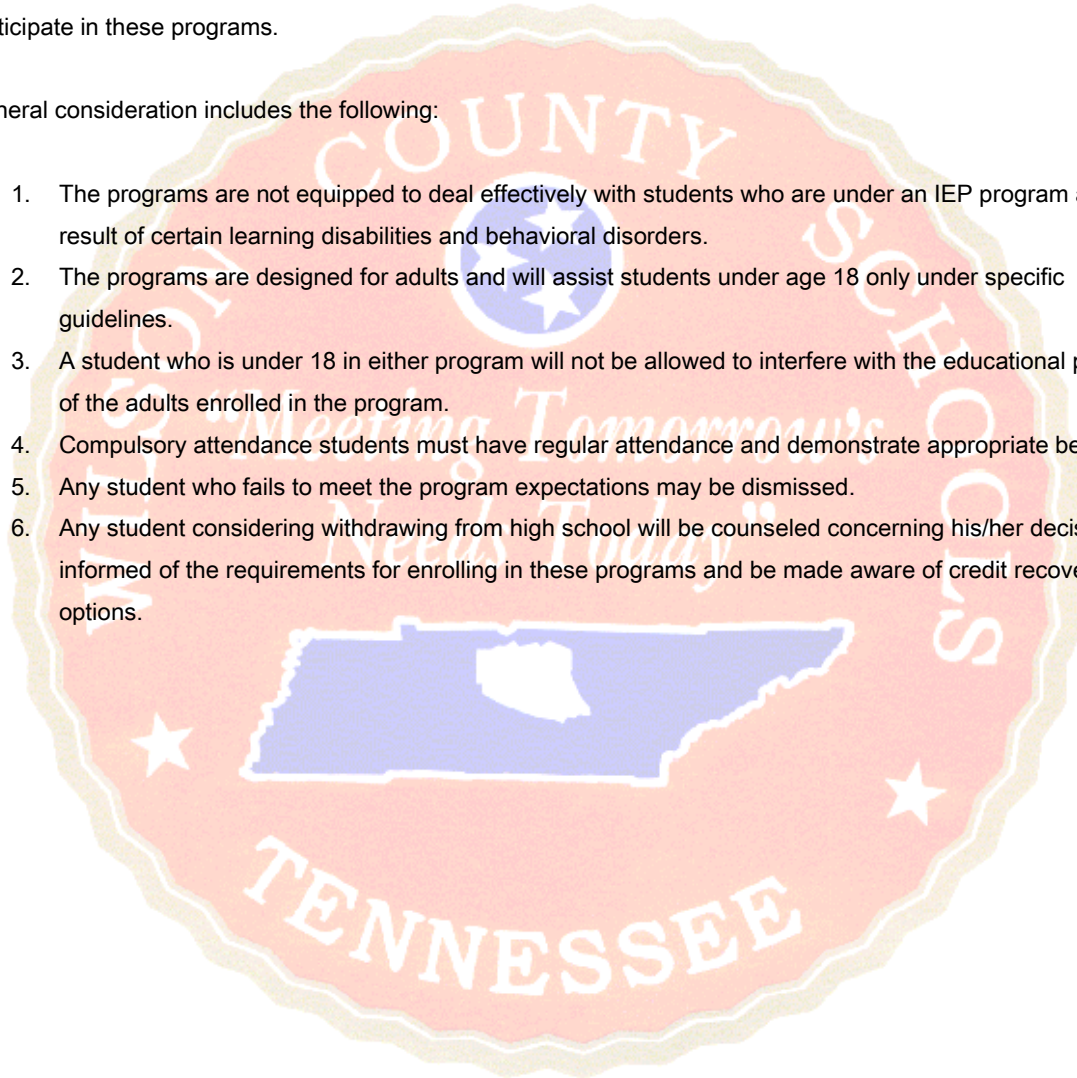 ticipate in these programs.
neral consideration includes the following:
1. The programs are not equipped to deal effectively with students who are under an IEP program a
result of certain learning disabilities and behavioral disorders.
2. The programs are designed for adults and will assist students under age 18 only under specific
guidelines.
3. A student who is under 18 in either program will not be allowed to interfere with the educational p
of the adults enrolled in the program.
4. Compulsory attendance students must have regular attendance and demonstrate appropriate be
5. Any student who fails to meet the program expectations may be dismissed.
6. Any student considering withdrawing from high school will be counseled concerning his/her decis
informed of the requirements for enrolling in these programs and be made aware of credit recove
options.
WILSON COUNTY SCHOOLS
"Meeting Tomorrow's
Needs Today"
TENNESSEE